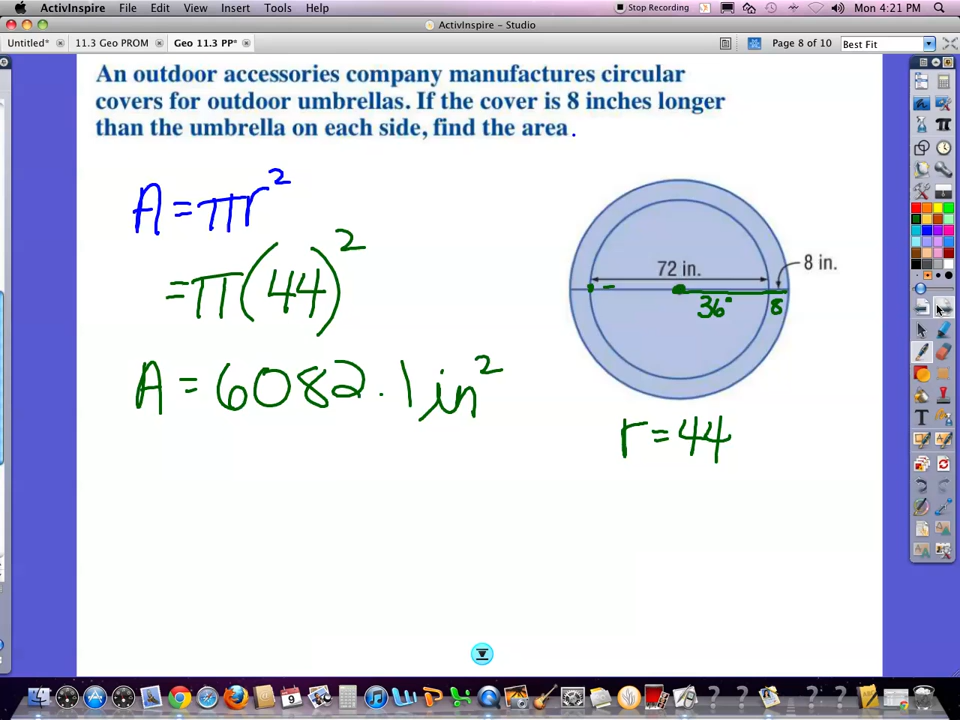 ActivInspire File Edit View Insert Tools Help Stop Recording Mon 4:21 PM
ActivInspire - Studio
Untitled* 11.3 Geo PROM Geo 11.3 PP* Page 8 of 10 Best Fit
An outdoor accessories company manufactures circular
covers for outdoor umbrellas. If the cover is 8 inches longer
than the umbrella on each side, find the area.
A = πr²
= π(44)²
A = 6082.1 in²
72 in.
8 in.
36" 8
r = 44